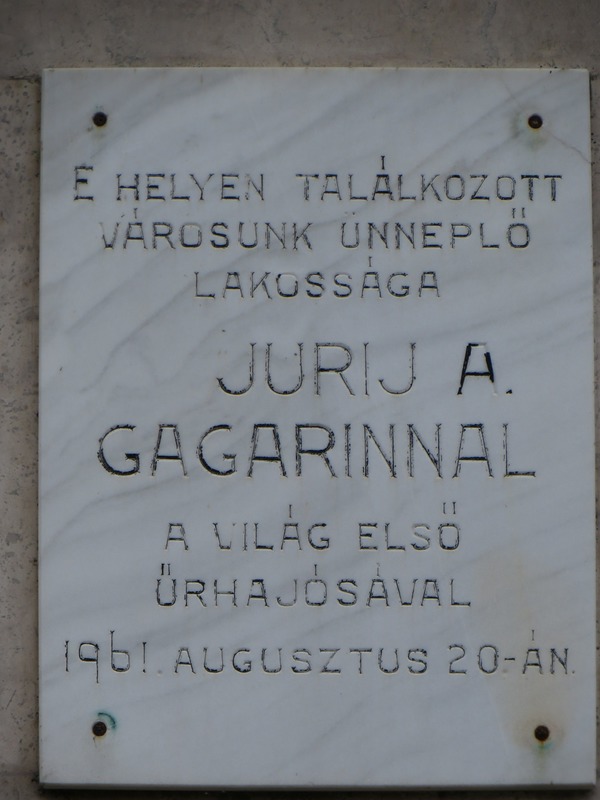 E HELYEN TALÁLKOZOTT
VÁROSUNK ÜNNEPLŐ
LAKOSSÁGA
JURIJ A.
GAGARINNAL
A VILÁG ELSŐ
ŰRHAJÓSÁVAL
1961. AUGUSZTUS 20-ÁN.